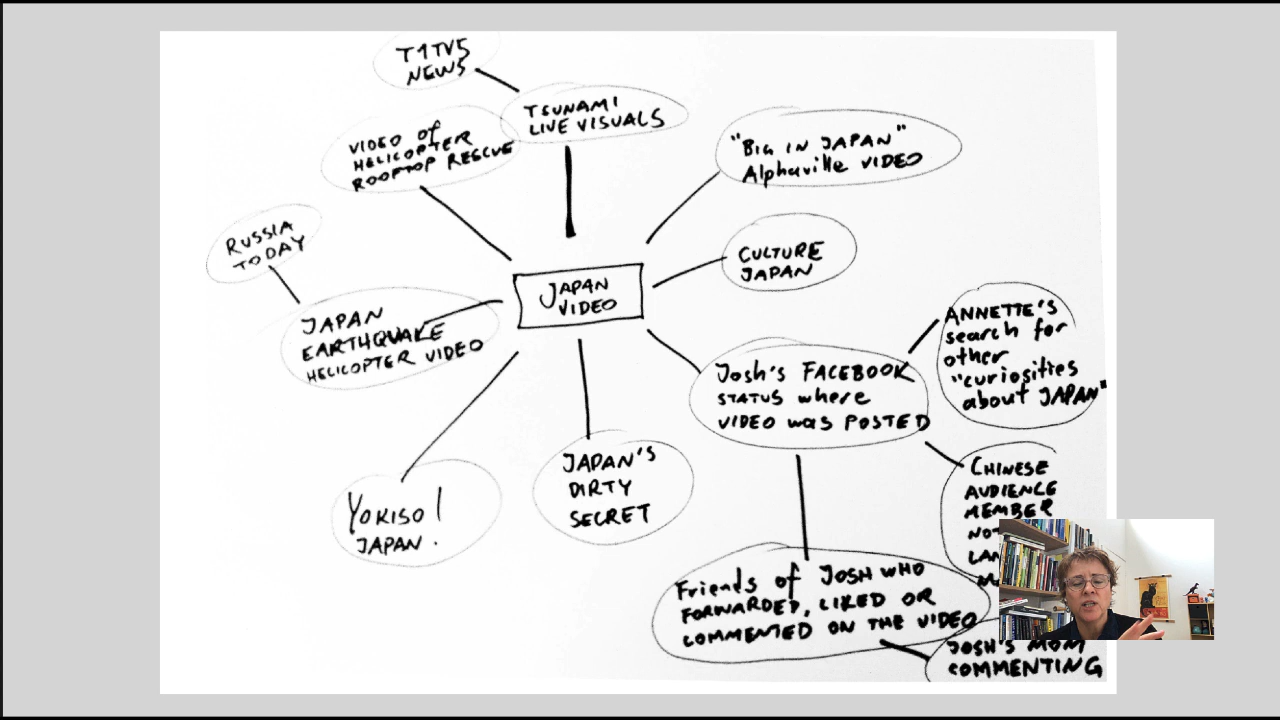 T1TV5
NEWS
TSUNAMI
LIVE VISUALS
VIDEO of
HELICOPTER
ROOFTOP RESCUE
"BIG IN JAPAN"
Alphaville VIDEO
RUSSIA
TODAY
CULTURE
JAPAN
JAPAN
VIDEO
JAPAN
EARTHQUAKE
HELICOPTER VIDEO
ANNETTE'S
search for
other
"curiosities
about JAPAN"
Josh's FACEBOOK
STATUS where
VIDEO was POSTED
YOKISO!
JAPAN.
JAPAN'S
DIRTY
SECRET
CHINESE
AUDIENCE
MEMBER
Friends of JOSH WHO
FORWARDED, LIKED OR
COMMENTED ON THE VIDEO
JOSH'S MOM
COMMENTING